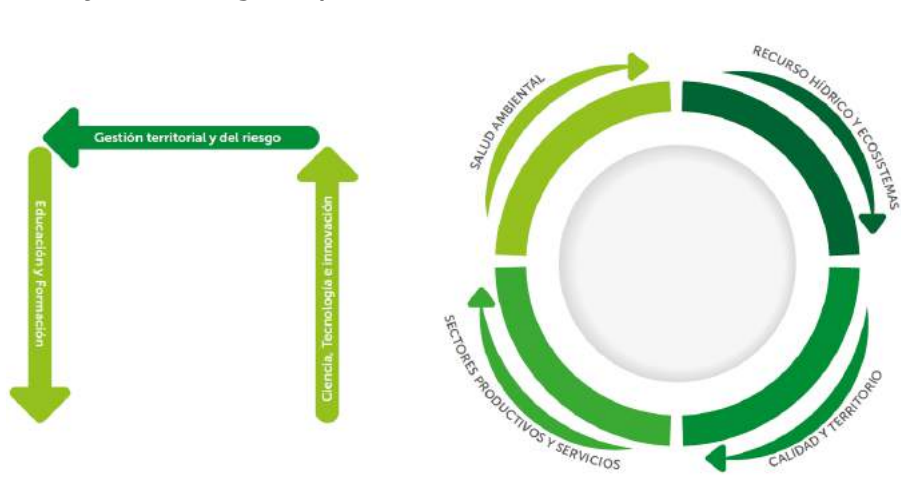 Gestión territorial y del riesgo
Educación y Formación
Ciencia, Tecnología e innovación
SALUD AMBIENTAL
RECURSO HÍDRICO Y ECOSISTEMAS
SECTORES PRODUCTIVOS Y SERVICIOS
CALIDAD Y TERRITORIO